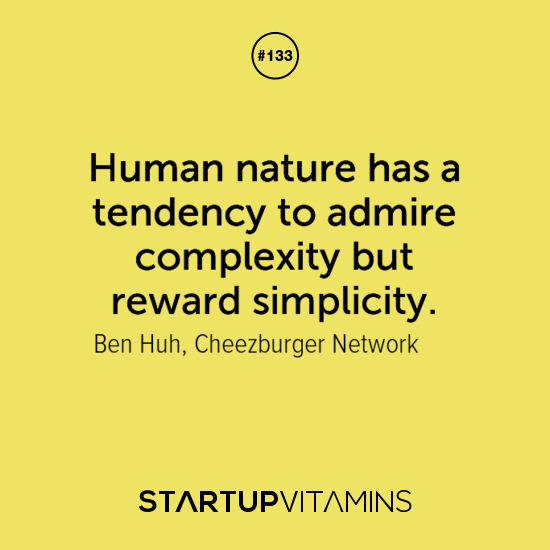 #133
Human nature has a
tendency to admire
complexity but
reward simplicity.
Ben Huh, Cheezburger Network
STARTUPVITAMINS